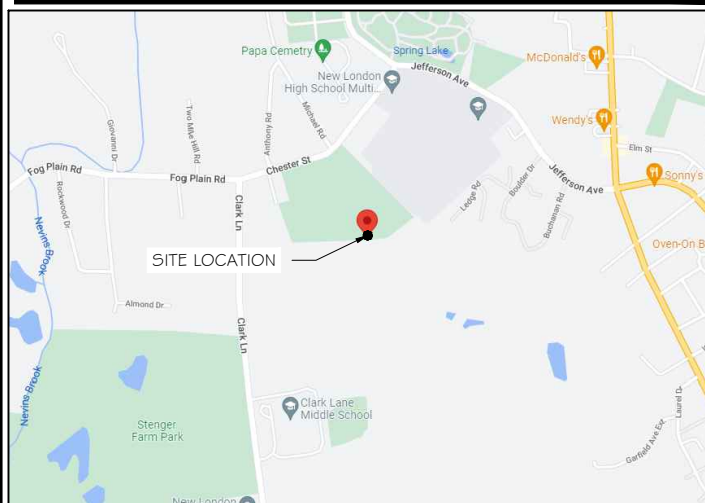 Papa Cemetry
Spring Lake
McDonald's
Jefferson Ave
New London
High School Multi...
Giovanni Dr
Two Mile Hill Rd
Anthony Rd
Michael Rd
Wendy's
Elm St
Chester St
Fog Plain Rd
Fog Plain Rd
Jefferson Ave
Sonny's
Rockwood Dr
Clark Ln
Ledge Rd
Boulder Dr
Buchanan Rd
Nevins Brook
Oven-On B
SITE LOCATION
Almond Dr
Clark Ln
Nevins Brook
Clark Lane
Middle School
Stenger
Farm Park
Laurel D
Garfield Ave Ext
New London